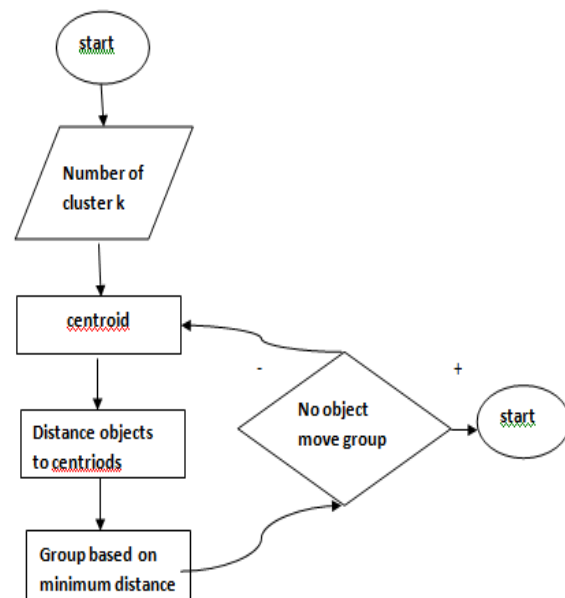 start
Number of
cluster k
centroid
Distance objects
to centriods
Group based on
minimum distance
-
No object
move group
+
start